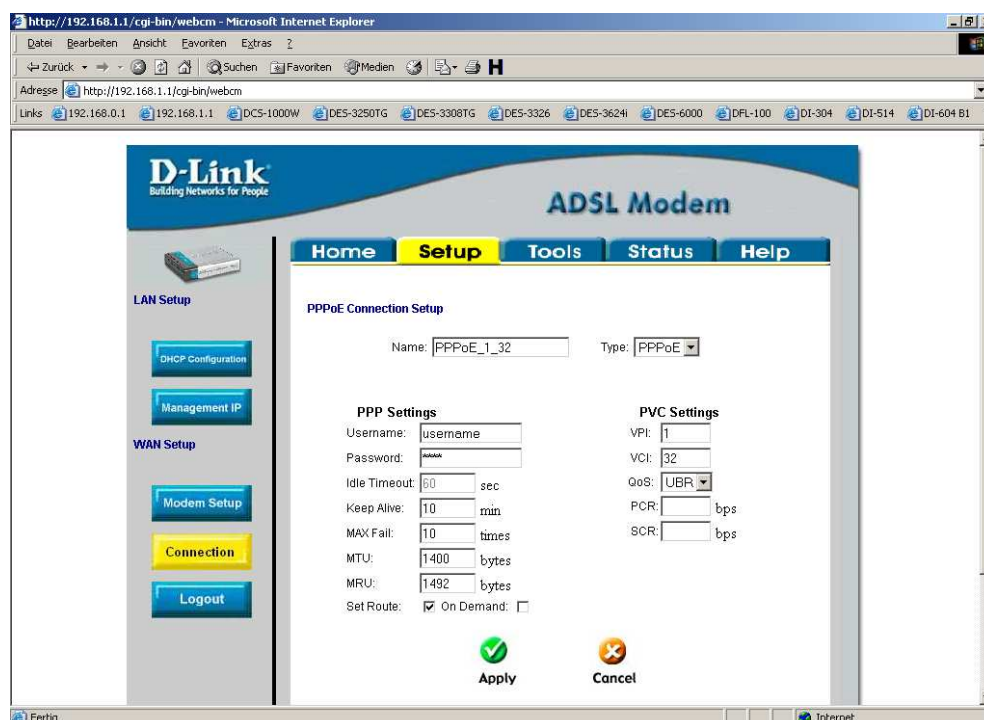 http://192.168.1.1/cgi-bin/webcm - Microsoft Internet Explorer
Datei Bearbeiten Ansicht Favoriten Extras ?
Zurück Suchen Favoriten Medien H
Adresse http://192.168.1.1/cgi-bin/webcm
Links 192.168.0.1 192.168.1.1 DCS-1000W DES-3250TG DES-3308TG DES-3326 DES-3624i DES-6000 DFL-100 DI-304 DI-514 DI-604 B1
D-Link
Building Networks for People
ADSL Modem
Home Setup Tools Status Help
LAN Setup
DHCP Configuration
Management IP
WAN Setup
Modem Setup
Connection
Logout
PPPoE Connection Setup
Name: PPPoE_1_32 Type: PPPoE
PPP Settings
Username: username
Password: ****
Idle Timeout: 60 sec
Keep Alive: 10 min
MAX Fail: 10 times
MTU: 1400 bytes
MRU: 1492 bytes
Set Route: On Demand:
PVC Settings
VPI: 1
VCI: 32
QoS: UBR
PCR: bps
SCR: bps
Apply Cancel
Fertig Internet